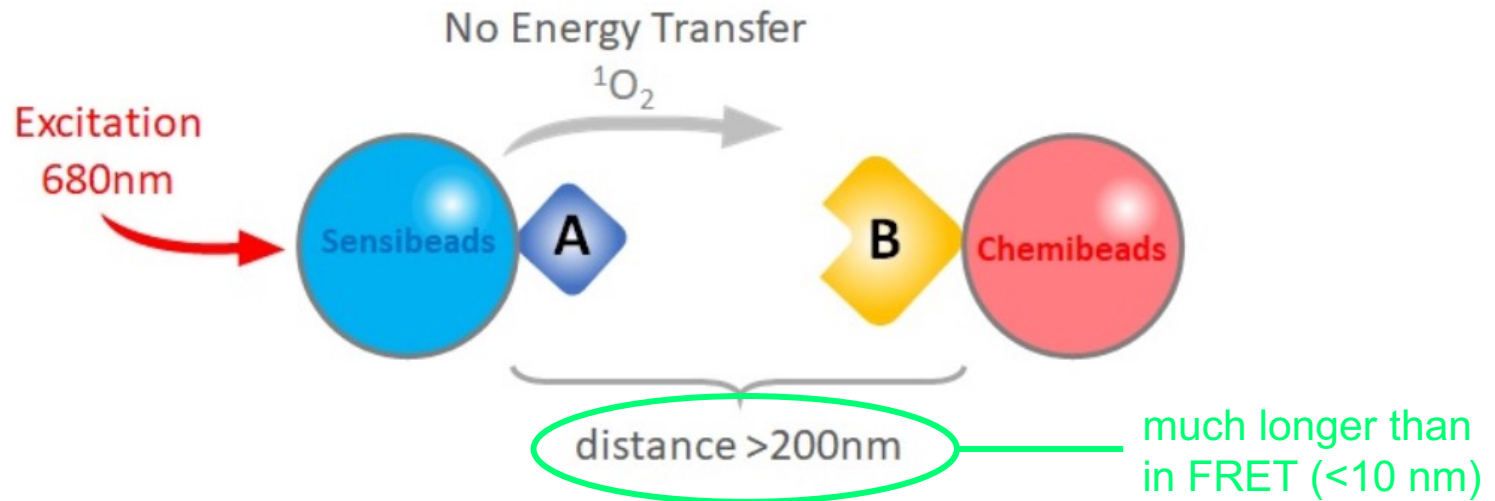 No Energy Transfer
¹O₂
Excitation
680nm
Sensibeads
A
B
Chemibeads
distance >200nm
much longer than
in FRET (<10 nm)